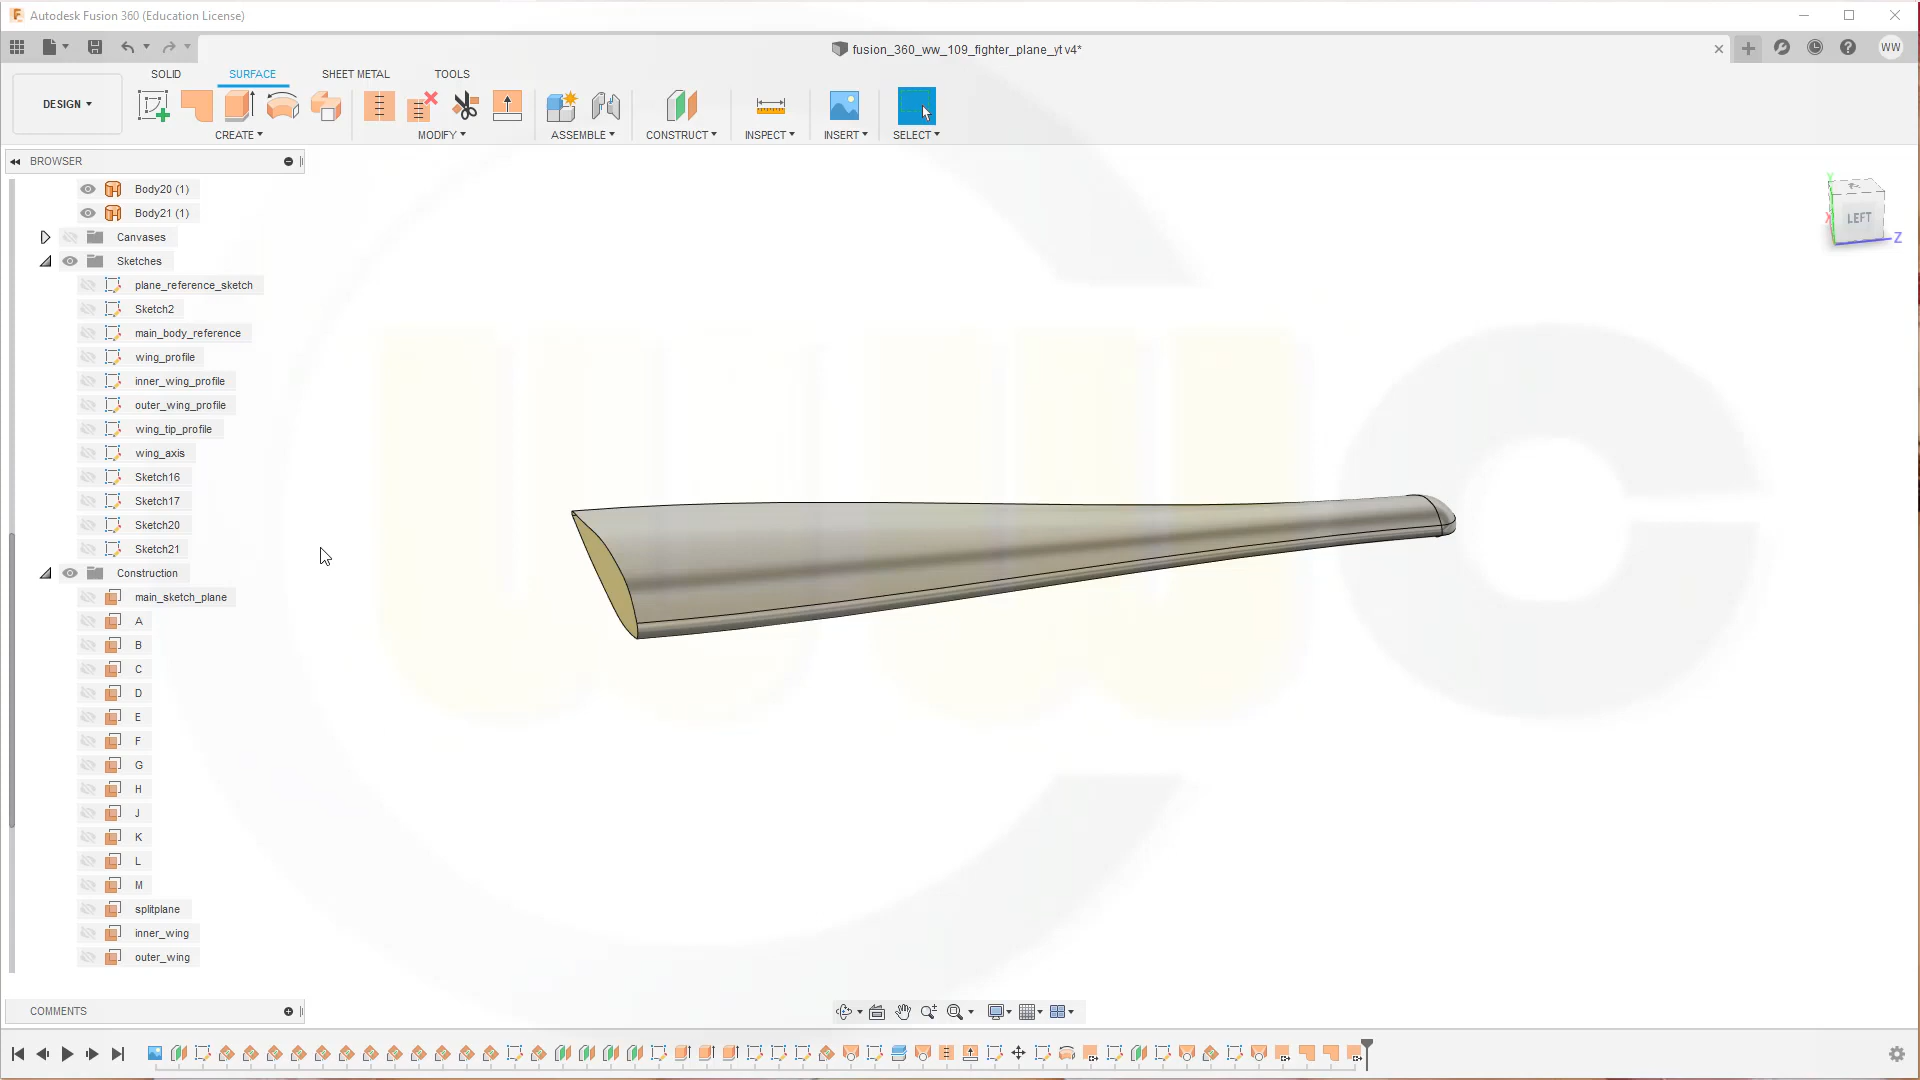 Autodesk Fusion 360 (Education License)
fusion_360_ww_109_fighter_plane_yt v4*
WW
SOLID SURFACE SHEET METAL TOOLS
DESIGN
CREATE MODIFY ASSEMBLE CONSTRUCT INSPECT INSERT SELECT
BROWSER
Body20 (1)
Body21 (1)
Canvases
Sketches
plane_reference_sketch
Sketch2
main_body_reference
wing_profile
inner_wing_profile
outer_wing_profile
wing_tip_profile
wing_axis
Sketch16
Sketch17
Sketch20
Sketch21
Construction
main_sketch_plane
A
B
C
D
E
F
G
H
J
K
L
M
splitplane
inner_wing
outer_wing
Y
X
LEFT
Z
COMMENTS